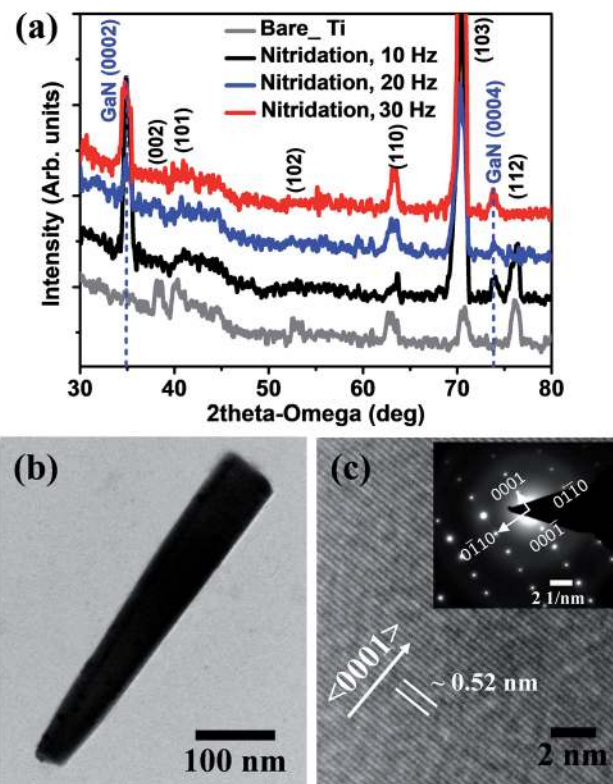 (a)
Bare_ Ti
Nitridation, 10 Hz
Nitridation, 20 Hz
Nitridation, 30 Hz
GaN (0002)
(002)
(101)
(102)
(110)
(103)
GaN (0004)
(112)
Intensity (Arb. units)
30 40 50 60 70 80
2theta-Omega (deg)
(b)
100 nm
(c)
0001
01̄10
01̄10
0001̄
2 1/nm
<0001>
~ 0.52 nm
2 nm